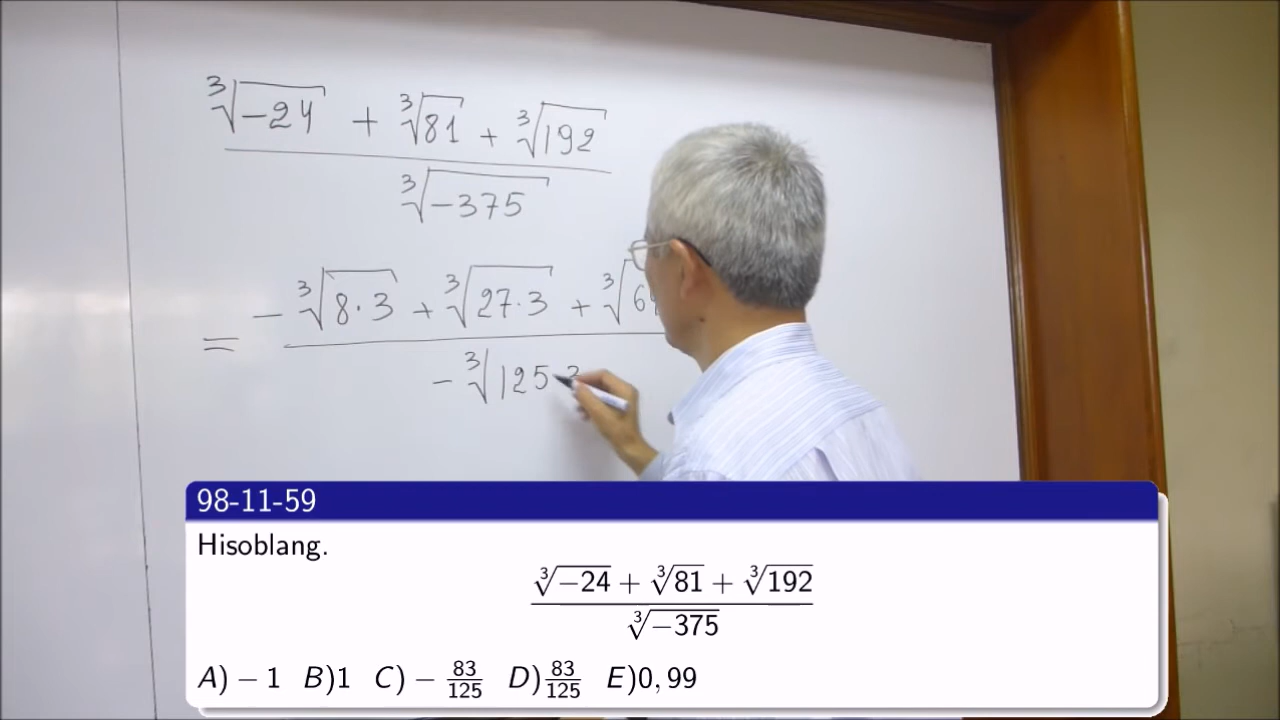 ∛-24 + ∛81 + ∛192
∛-375
= - ∛8·3 + ∛27·3 + ∛6
- ∛125
98-11-59
Hisoblang.
∛-24 + ∛81 + ∛192
∛-375
A) - 1 B)1 C) - 83/125 D) 83/125 E)0, 99